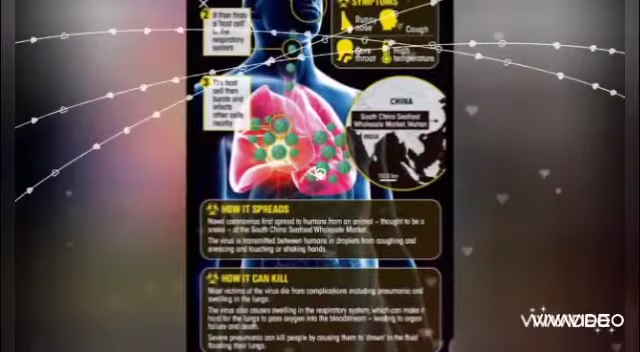 2 It then finds
a 'host cell'
in the
respiratory
system
SYMPTOMS
Runny
nose
Cough
Sore
throat
High
temperature
3 The host
cell then
bursts and
infects
other cells
nearby
CHINA
South China Seafood
Wholesale Market, Wuhan
INDIA
HOW IT SPREADS
Novel coronavirus first spread to humans from an animal – thought to be a
snake – at the South China Seafood Wholesale Market.
The virus is transmitted between humans in droplets from coughing and
sneezing and touching or shaking hands.
HOW IT CAN KILL
Most victims of the virus die from complications including pneumonia and
swelling in the lungs.
The virus also causes swelling in the respiratory system, which can make it
hard for the lungs to pass oxygen into the bloodstream – leading to organ
failure and death.
Severe pneumonia can kill people by causing them to 'drown' in the fluid
flooding their lungs.
VIVAVIDEO